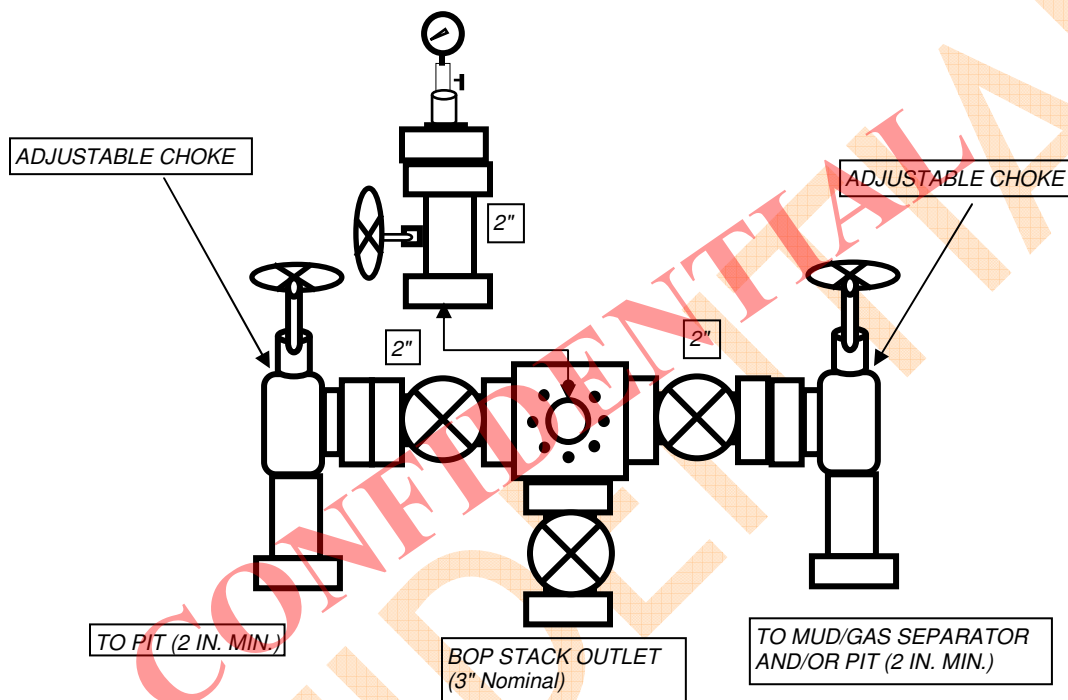 ADJUSTABLE CHOKE
ADJUSTABLE CHOKE
2"
2"
2"
TO PIT (2 IN. MIN.)
BOP STACK OUTLET
(3" Nominal)
TO MUD/GAS SEPARATOR
AND/OR PIT (2 IN. MIN.)
CONFIDENTIAL